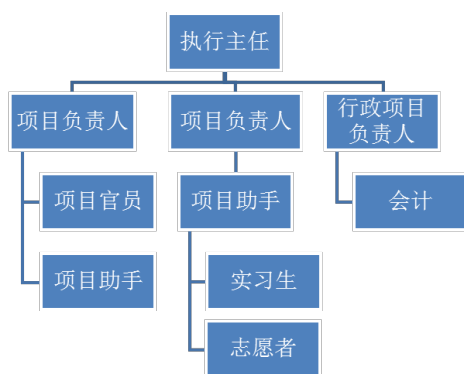 执行主任
项目负责人
项目负责人
行政项目
负责人
项目官员
项目助手
会计
项目助手
实习生
志愿者